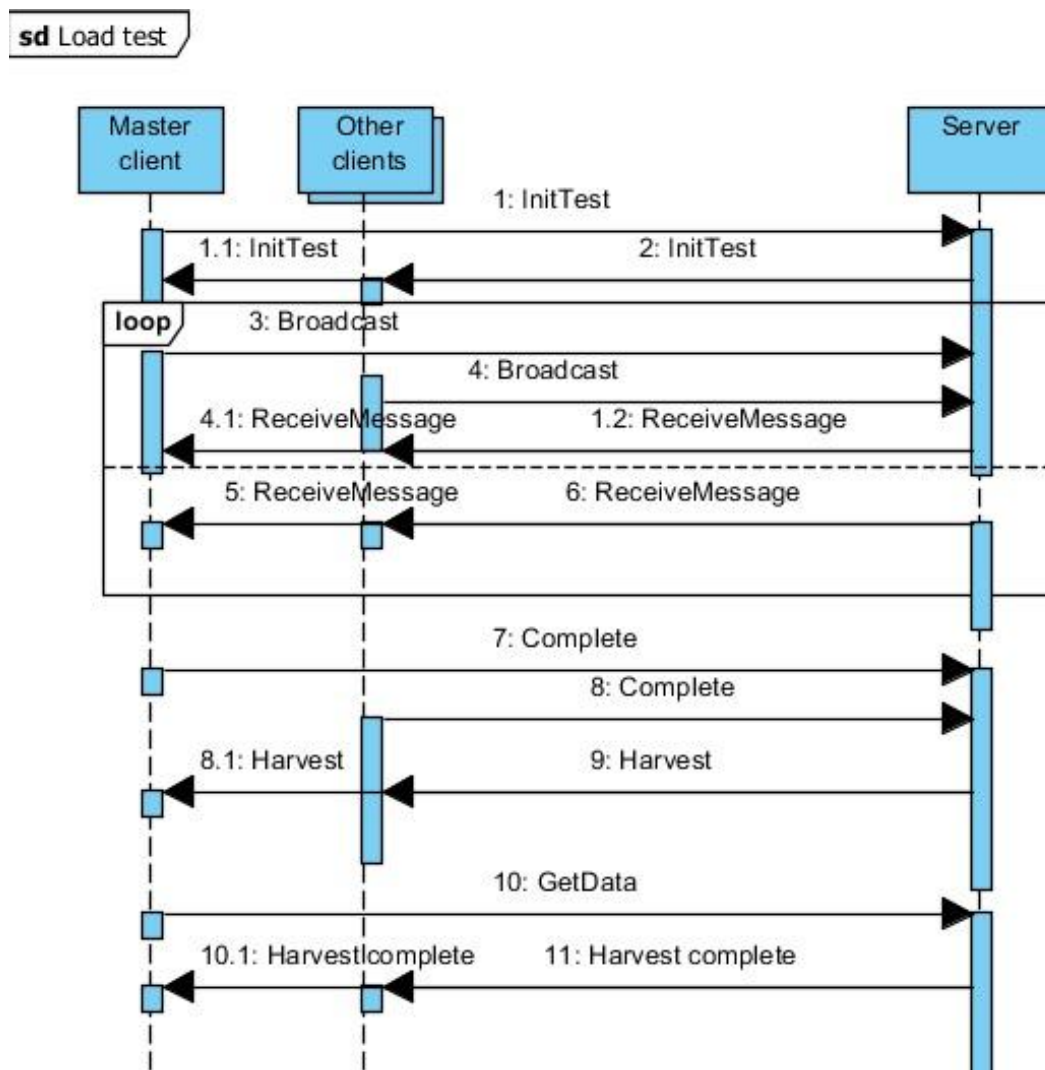 sd Load test
Master
client
Other
clients
Server
1: InitTest
1.1: InitTest
2: InitTest
loop
3: Broadcast
4: Broadcast
4.1: ReceiveMessage
1.2: ReceiveMessage
5: ReceiveMessage
6: ReceiveMessage
7: Complete
8: Complete
8.1: Harvest
9: Harvest
10: GetData
10.1: Harvest complete
11: Harvest complete